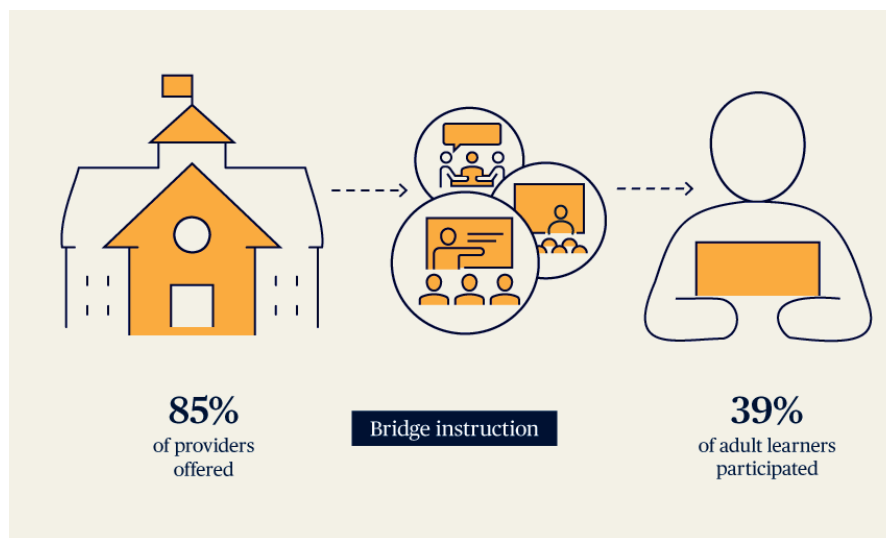 85%
of providers
offered
Bridge instruction
39%
of adult learners
participated